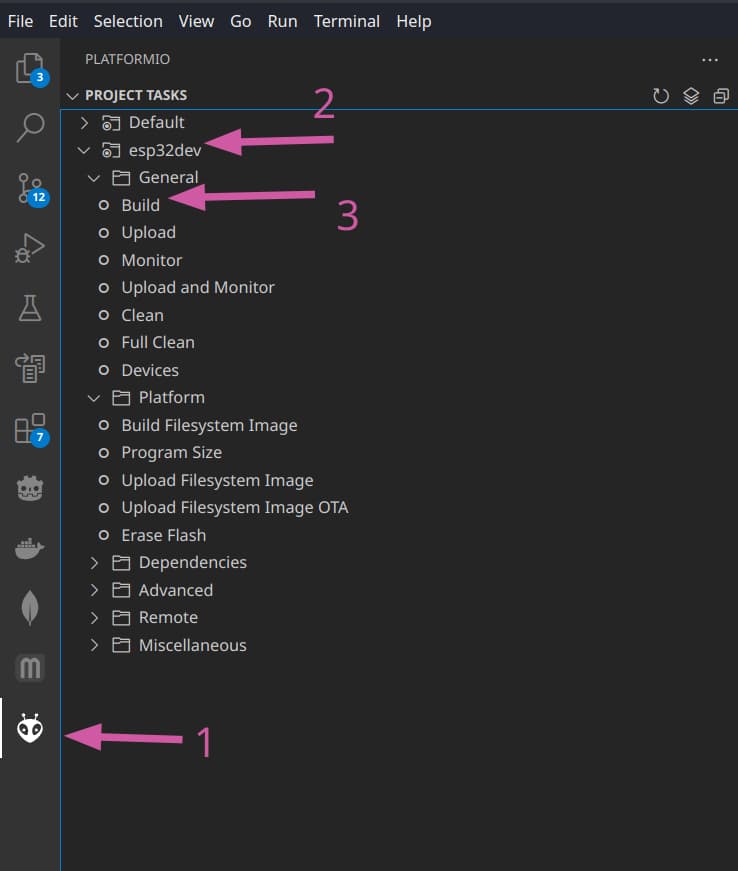 File Edit Selection View Go Run Terminal Help
PLATFORMIO
3
PROJECT TASKS
2
Default
esp32dev
General
12
Build
3
Upload
Monitor
Upload and Monitor
Clean
Full Clean
Devices
Platform
Build Filesystem Image
7
Program Size
Upload Filesystem Image
Upload Filesystem Image OTA
Erase Flash
Dependencies
Advanced
Remote
Miscellaneous
m
1